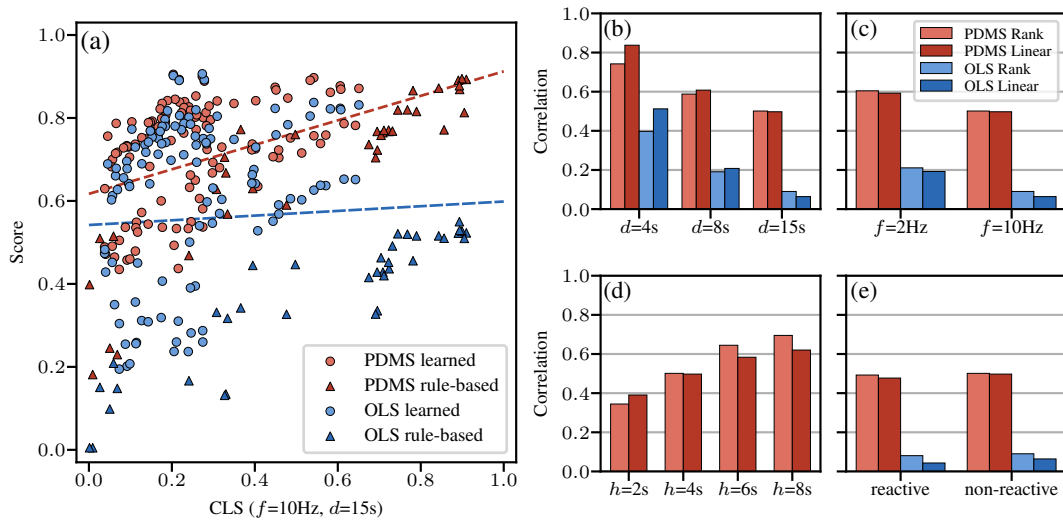 (a)
1.0
0.8
0.6
0.4
0.2
0.0
Score
0.0 0.2 0.4 0.6 0.8 1.0
CLS (f=10Hz, d=15s)
PDMS learned
PDMS rule-based
OLS learned
OLS rule-based
(b)
0.8
0.6
0.4
0.2
0.0
Correlation
d=4s d=8s d=15s
(c)
PDMS Rank
PDMS Linear
OLS Rank
OLS Linear
f=2Hz f=10Hz
(d)
1.0
0.8
0.6
0.4
0.2
0.0
Correlation
h=2s h=4s h=6s h=8s
(e)
reactive non-reactive